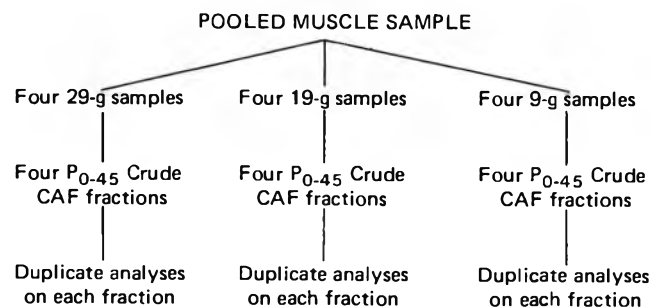 POOLED MUSCLE SAMPLE
Four 29-g samples
Four 19-g samples
Four 9-g samples
Four P0-45 Crude
CAF fractions
Four P0-45 Crude
CAF fractions
Four P0-45 Crude
CAF fractions
Duplicate analyses
on each fraction
Duplicate analyses
on each fraction
Duplicate analyses
on each fraction